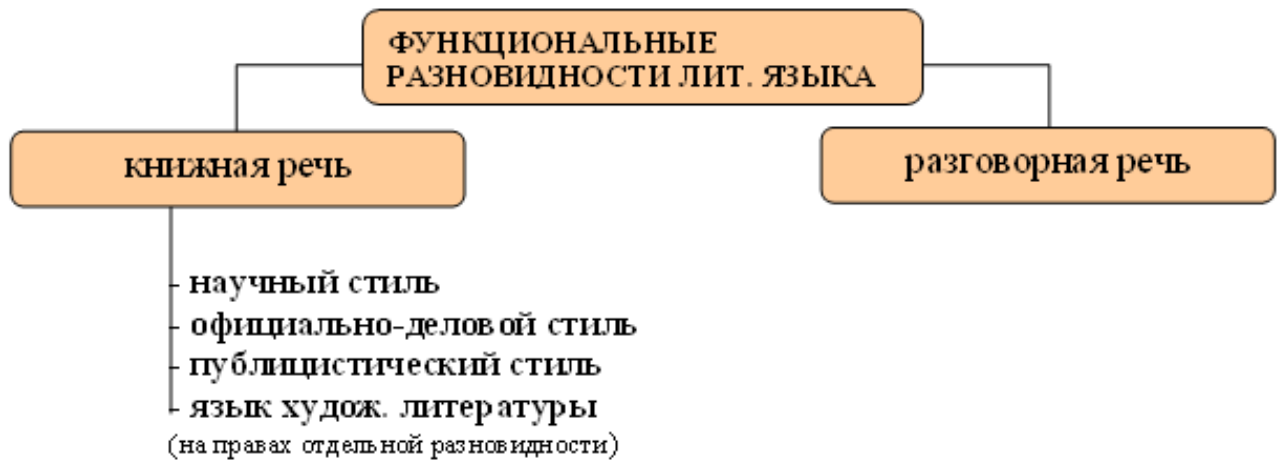 ФУНКЦИОНАЛЬНЫЕ
РАЗНОВИДНОСТИ ЛИТ. ЯЗЫКА
книжная речь
разговорная речь
- научный стиль
- официально-деловой стиль
- публицистический стиль
- язык худож. литературы
(на правах отдельной разновидности)